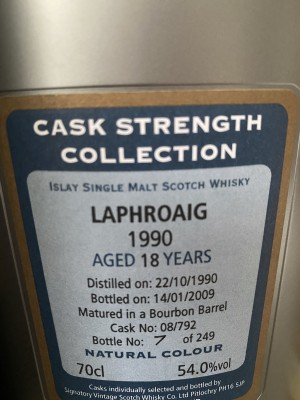 CASK STRENGTH
COLLECTION
ISLAY SINGLE MALT SCOTCH WHISKY
LAPHROAIG
1990
AGED 18 YEARS
Distilled on: 22/10/1990
Bottled on: 14/01/2009
Matured in a Bourbon Barrel
Cask No: 08/792
Bottle No: 7 of 249
NATURAL COLOUR
70cl 54.0%vol
Casks individually selected and bottled by
Signatory Vintage Scotch Whisky Co. Ltd Pitlochry PH16 5JP